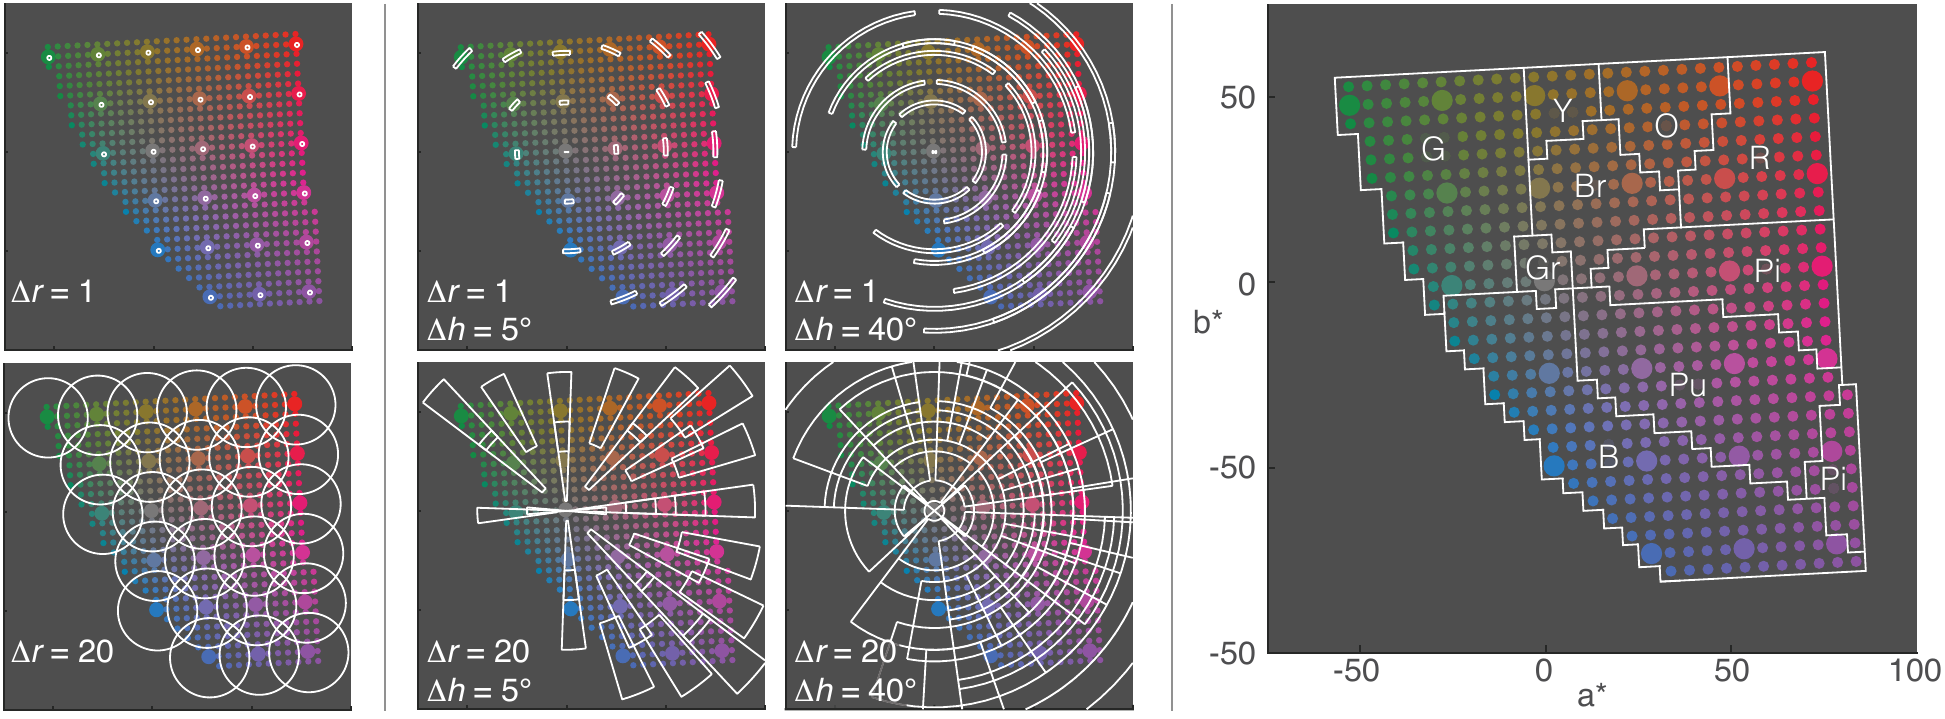 Δr = 1
Δr = 1
Δh = 5°
Δr = 1
Δh = 40°
Δr = 20
Δr = 20
Δh = 5°
Δr = 20
Δh = 40°
50
0
-50
-50
b*
-50
0
50
100
a*
G
Y
O
R
Br
Gr
Pi
Pu
B
Pi